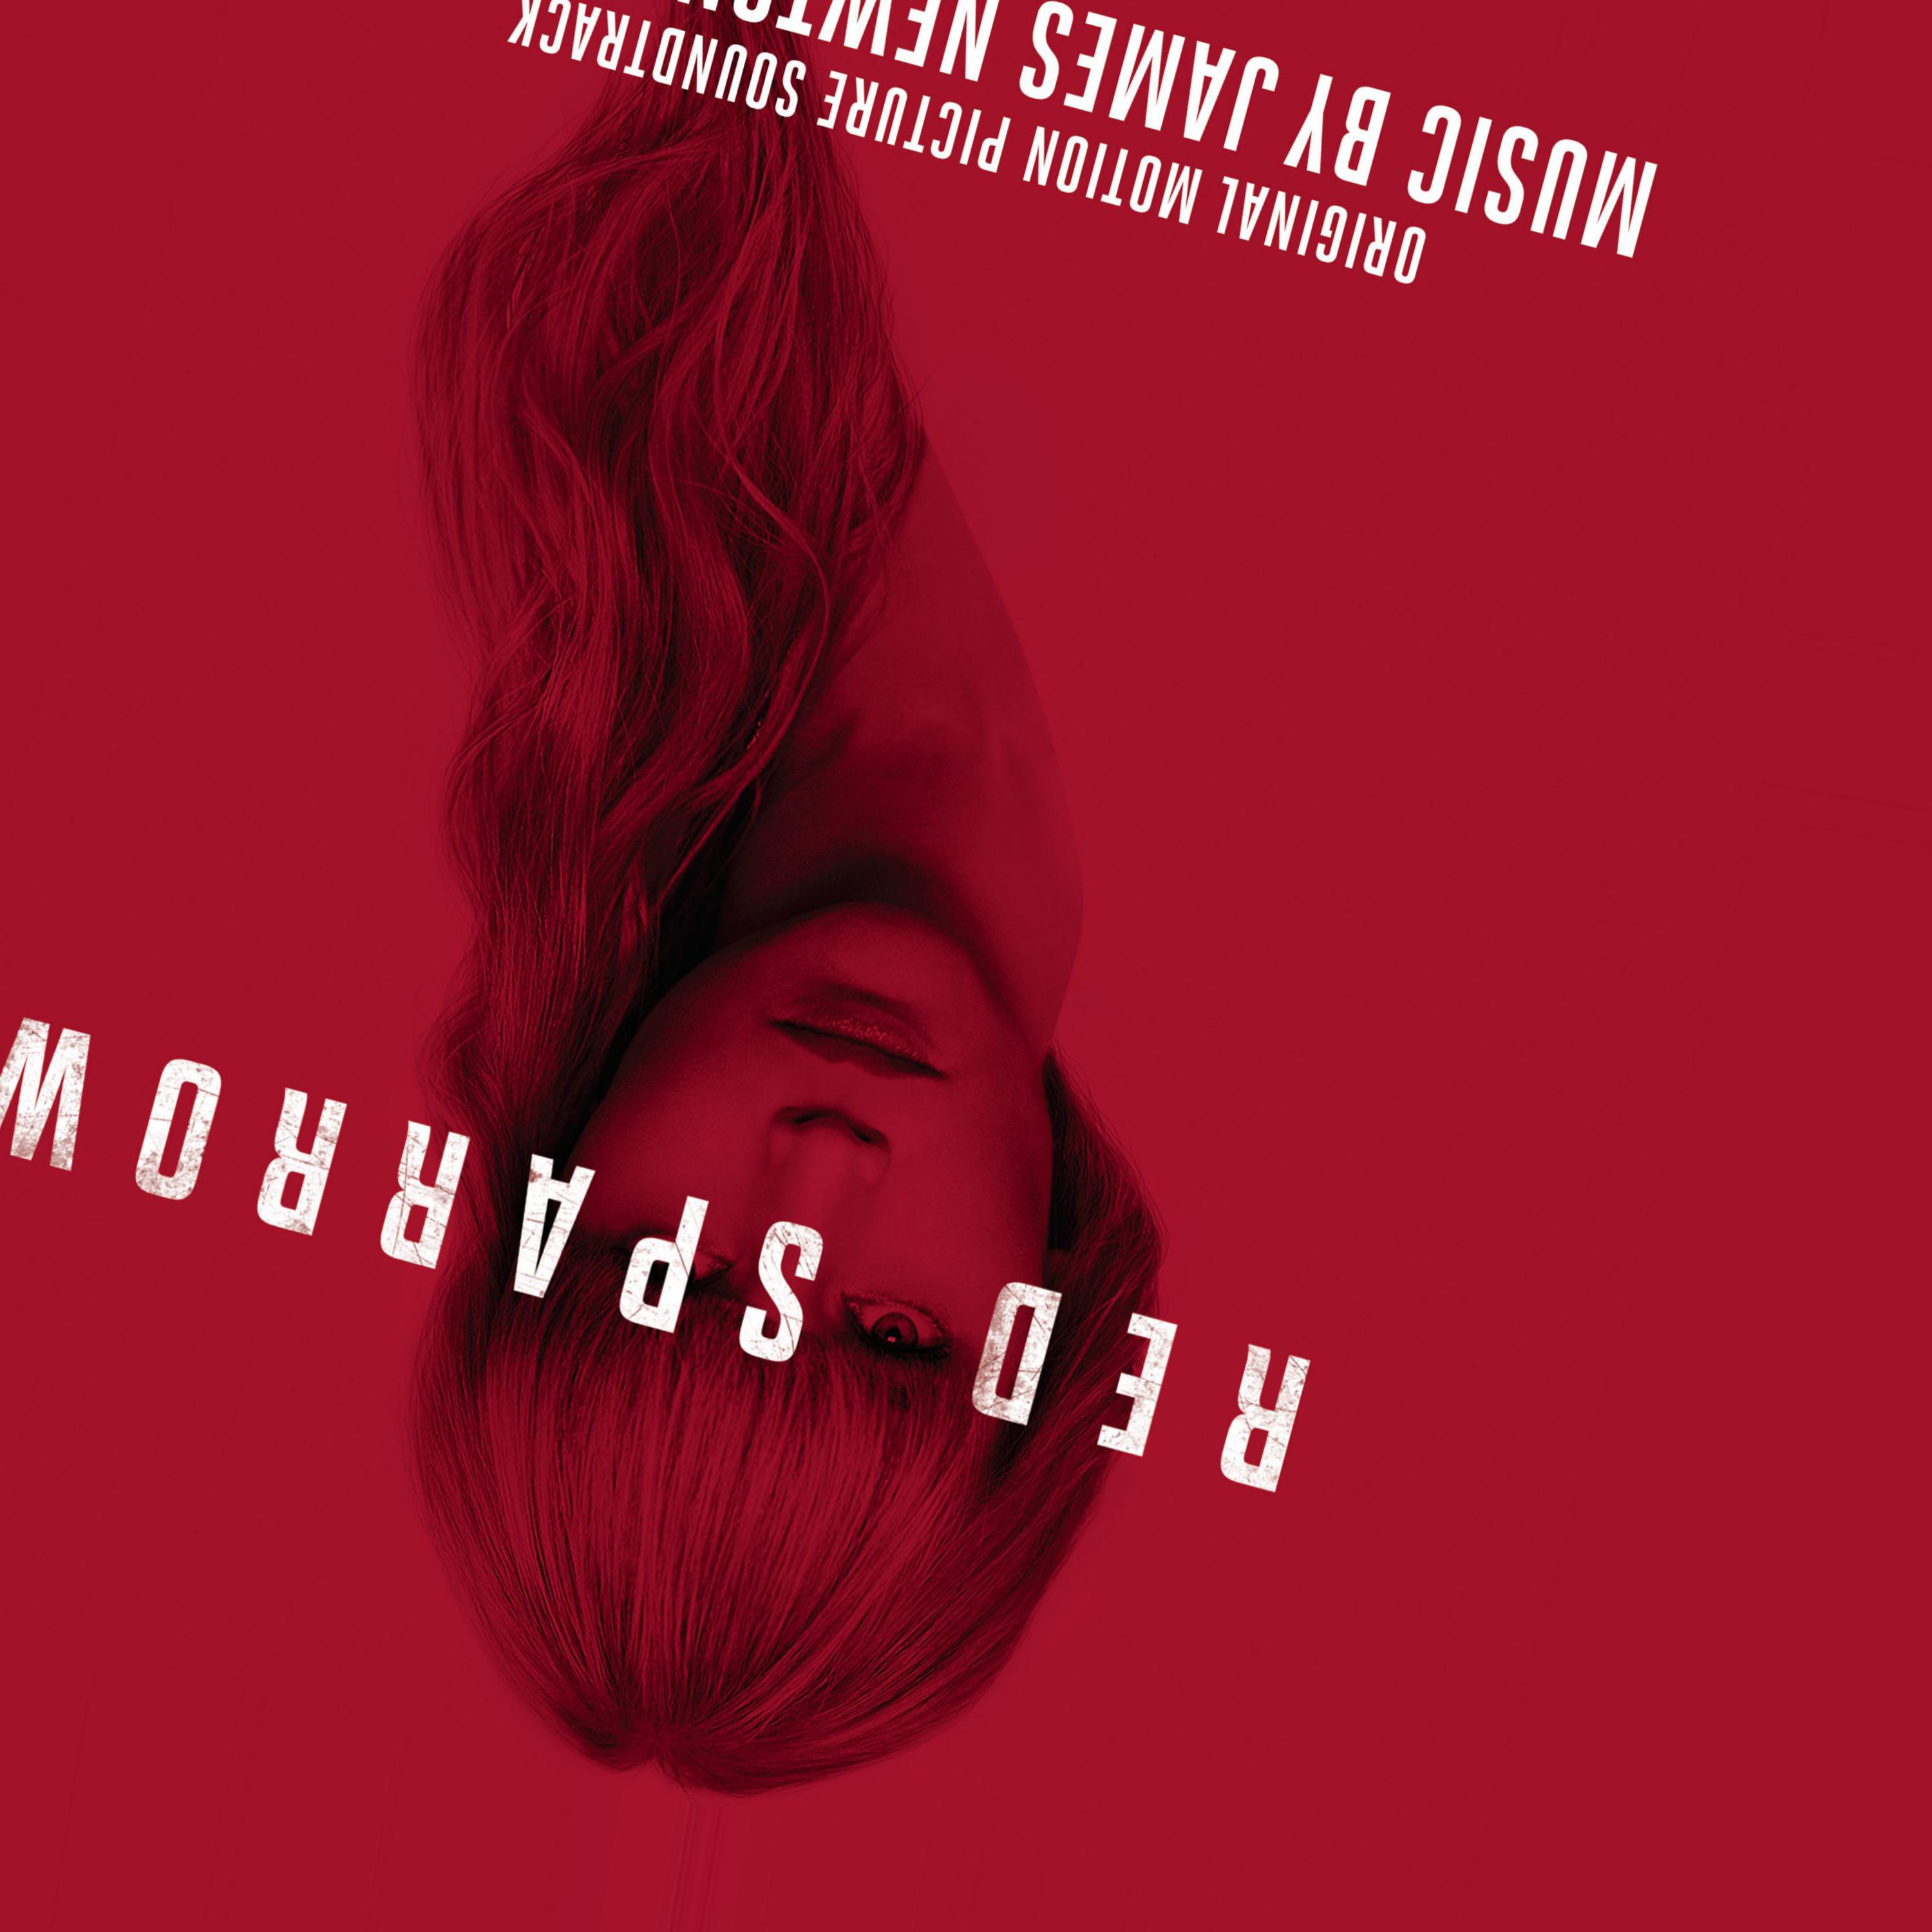 RED SPARROW
ORIGINAL MOTION PICTURE SOUNDTRACK
MUSIC BY JAMES NEWTON